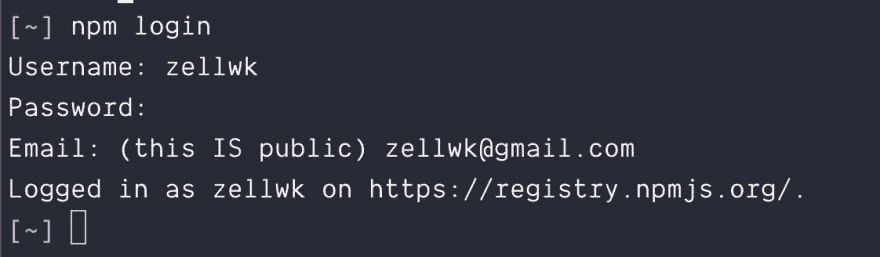 [~] npm login
Username: zellwk
Password:
Email: (this IS public) zellwk@gmail.com
Logged in as zellwk on https://registry.npmjs.org/.
[~]